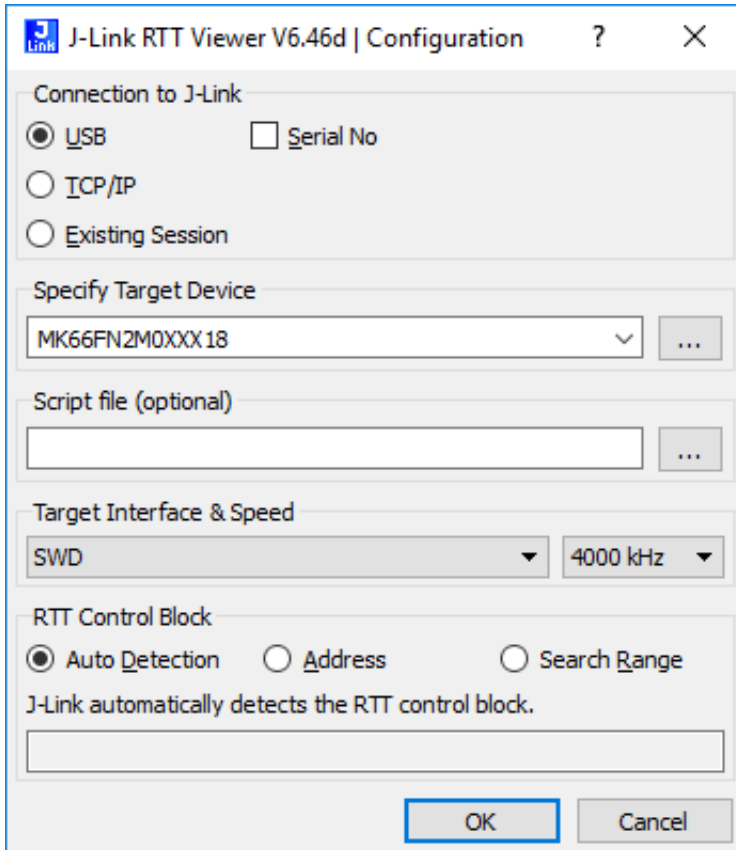 J-Link RTT Viewer V6.46d | Configuration ? ×
Connection to J-Link
USB Serial No
TCP/IP
Existing Session
Specify Target Device
MK66FN2M0XXX18 ...
Script file (optional)
...
Target Interface & Speed
SWD 4000 kHz
RTT Control Block
Auto Detection Address Search Range
J-Link automatically detects the RTT control block.
OK Cancel